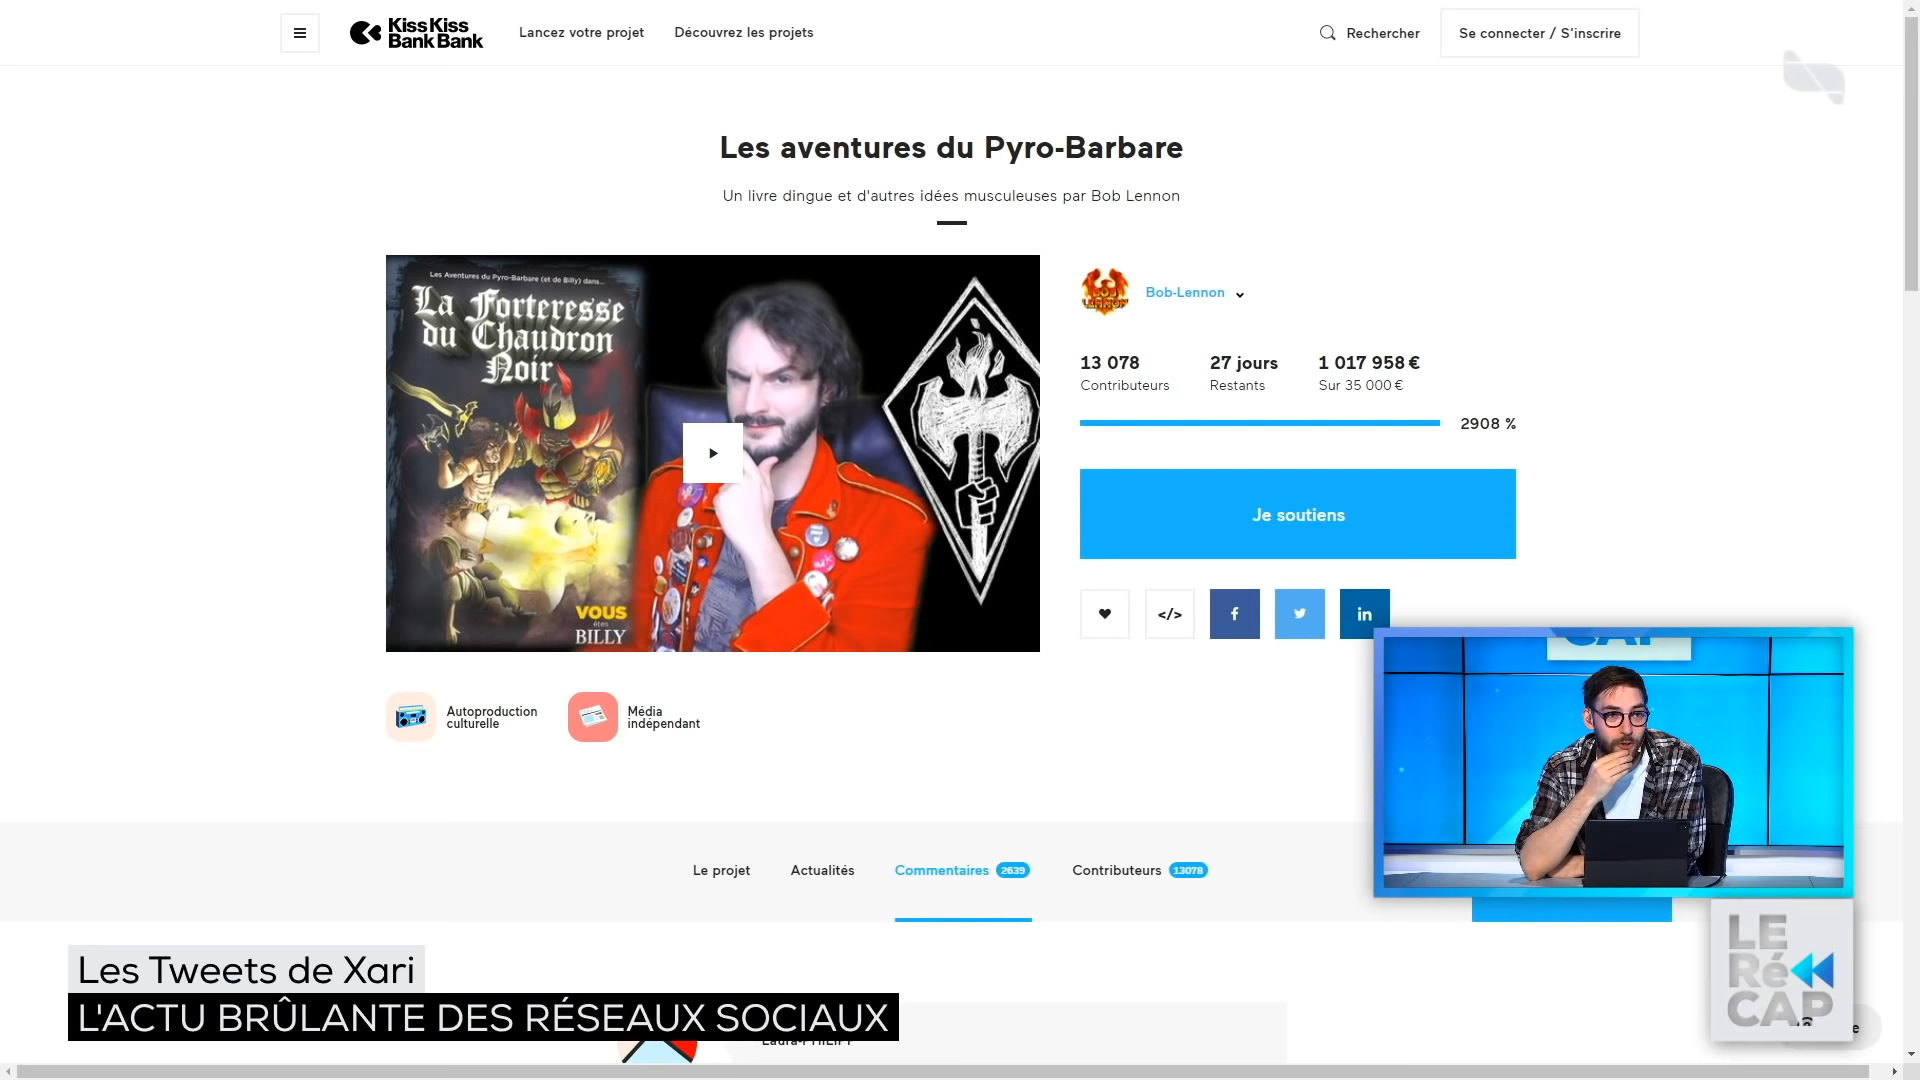 KissKiss
BankBank
Lancez votre projet
Découvrez les projets
Rechercher
Se connecter / S'inscrire
Les aventures du Pyro-Barbare
Un livre dingue et d'autres idées musculeuses par Bob Lennon
Les Aventures du Pyro-Barbare (et de Billy) dans...
La Forteresse
du Chaudron
Noir
VOUS
êtes
BILLY
BOB
LENNON
Bob-Lennon
13 078
Contributeurs
27 jours
Restants
1 017 958 €
Sur 35 000 €
2908 %
Je soutiens
</>
f
in
Autoproduction
culturelle
Média
indépendant
Le projet
Actualités
Commentaires 2639
Contributeurs 13078
Les Tweets de Xari
L'ACTU BRÛLANTE DES RÉSEAUX SOCIAUX
LE
Ré
CAP